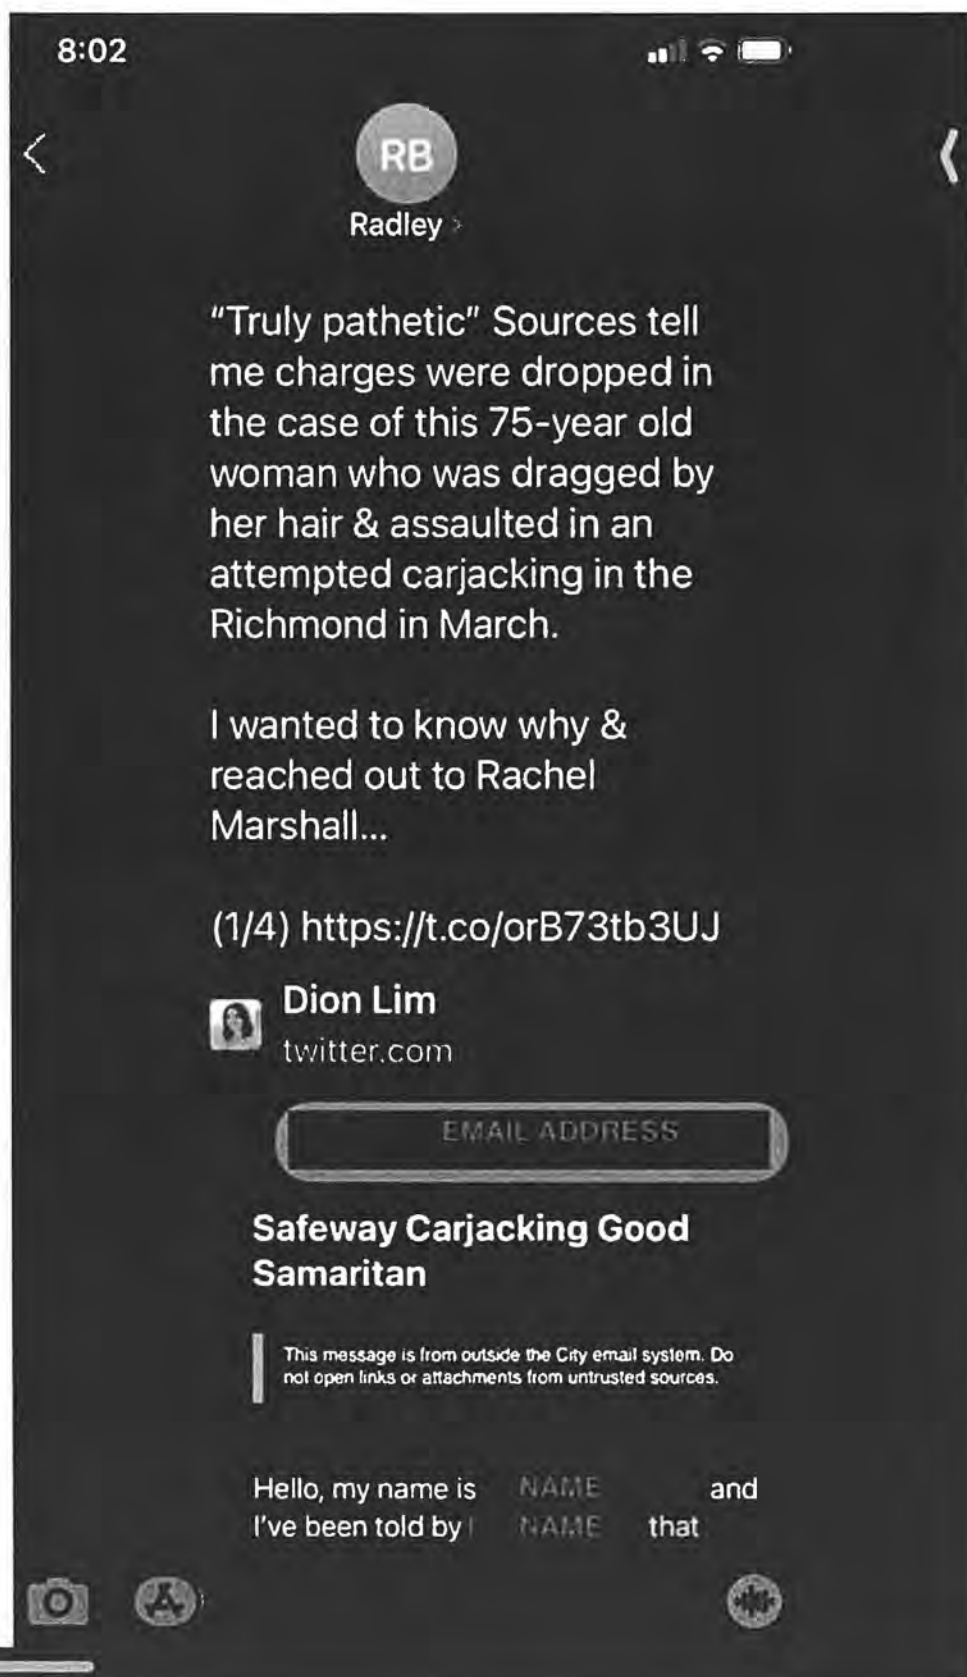 8:02
RB
Radley >
"Truly pathetic" Sources tell
me charges were dropped in
the case of this 75-year old
woman who was dragged by
her hair & assaulted in an
attempted carjacking in the
Richmond in March.
I wanted to know why &
reached out to Rachel
Marshall...
(1/4) https://t.co/orB73tb3UJ
Dion Lim
twitter.com
EMAIL ADDRESS
Safeway Carjacking Good
Samaritan
This message is from outside the City email system. Do
not open links or attachments from untrusted sources.
Hello, my name is NAME and
I've been told by NAME that